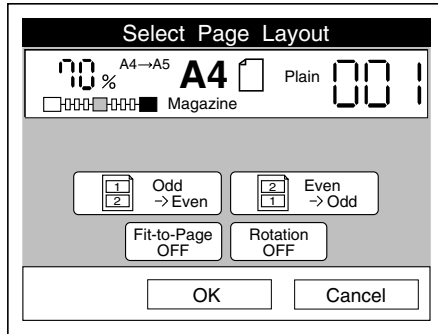 Select Page Layout
70 % A4→A5 A4 Plain 001
Magazine
1 2 Odd -> Even
2 1 Even -> Odd
Fit-to-Page OFF
Rotation OFF
OK Cancel